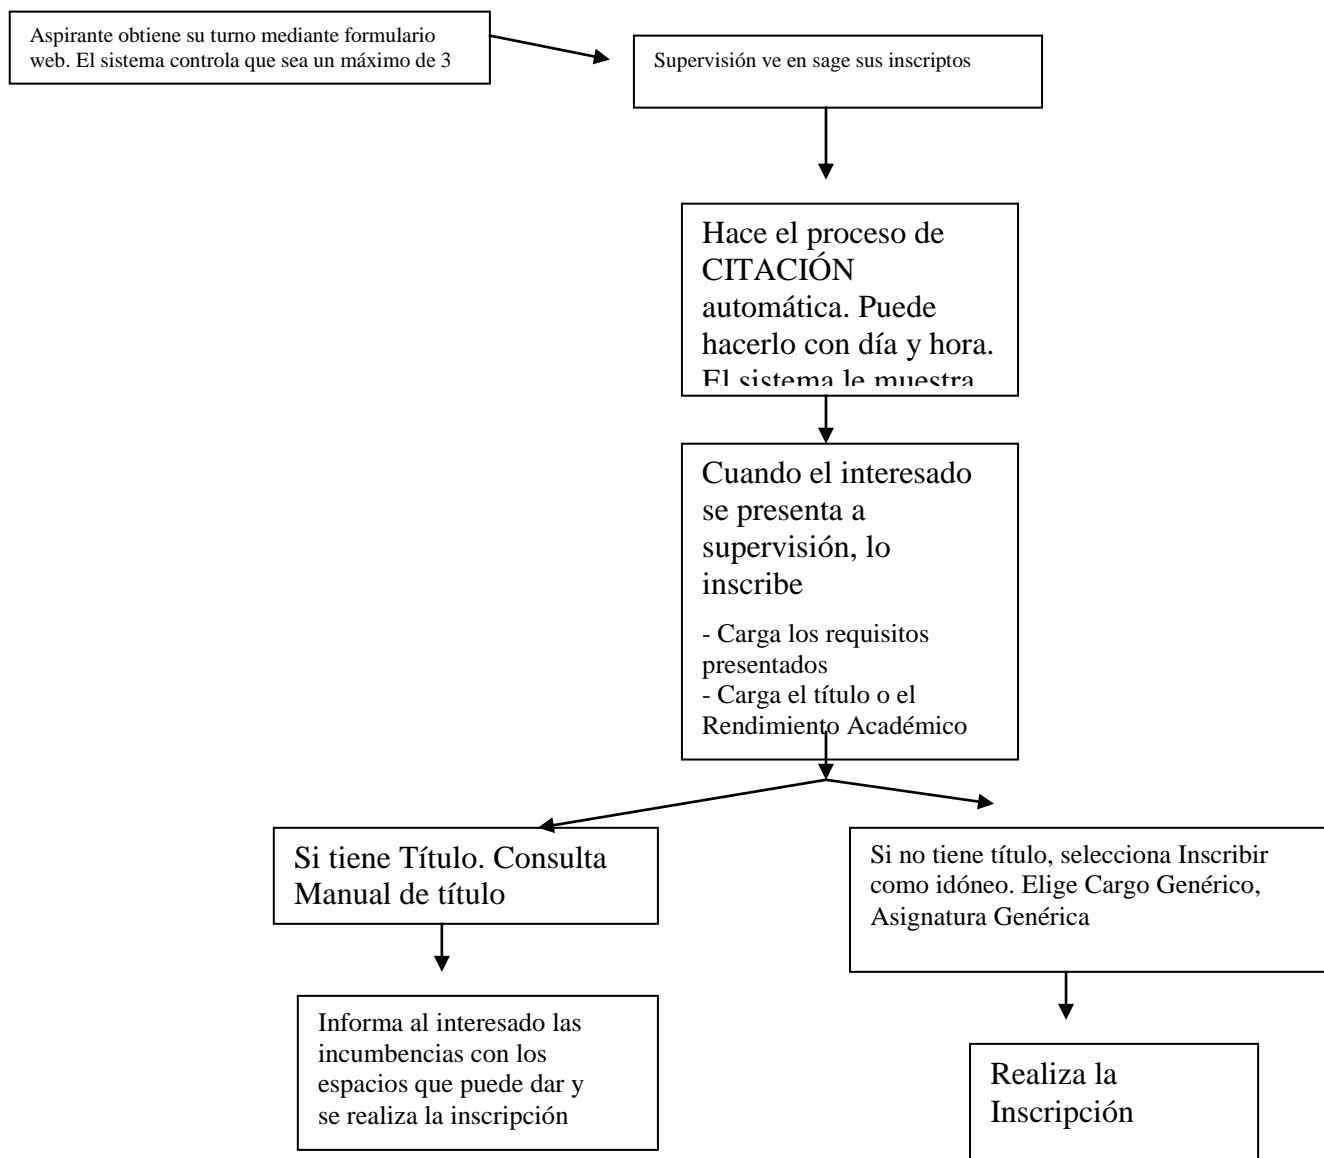 Aspirante obtiene su turno mediante formulario
web. El sistema controla que sea un máximo de 3
Supervisión ve en sage sus inscriptos
Hace el proceso de
CITACIÓN
automática. Puede
hacerlo con día y hora.
El sistema le muestra
Cuando el interesado
se presenta a
supervisión, lo
inscribe
- Carga los requisitos
presentados
- Carga el título o el
Rendimiento Académico
Si tiene Título. Consulta
Manual de título
Si no tiene título, selecciona Inscribir
como idóneo. Elige Cargo Genérico,
Asignatura Genérica
Informa al interesado las
incumbencias con los
espacios que puede dar y
se realiza la inscripción
Realiza la
Inscripción